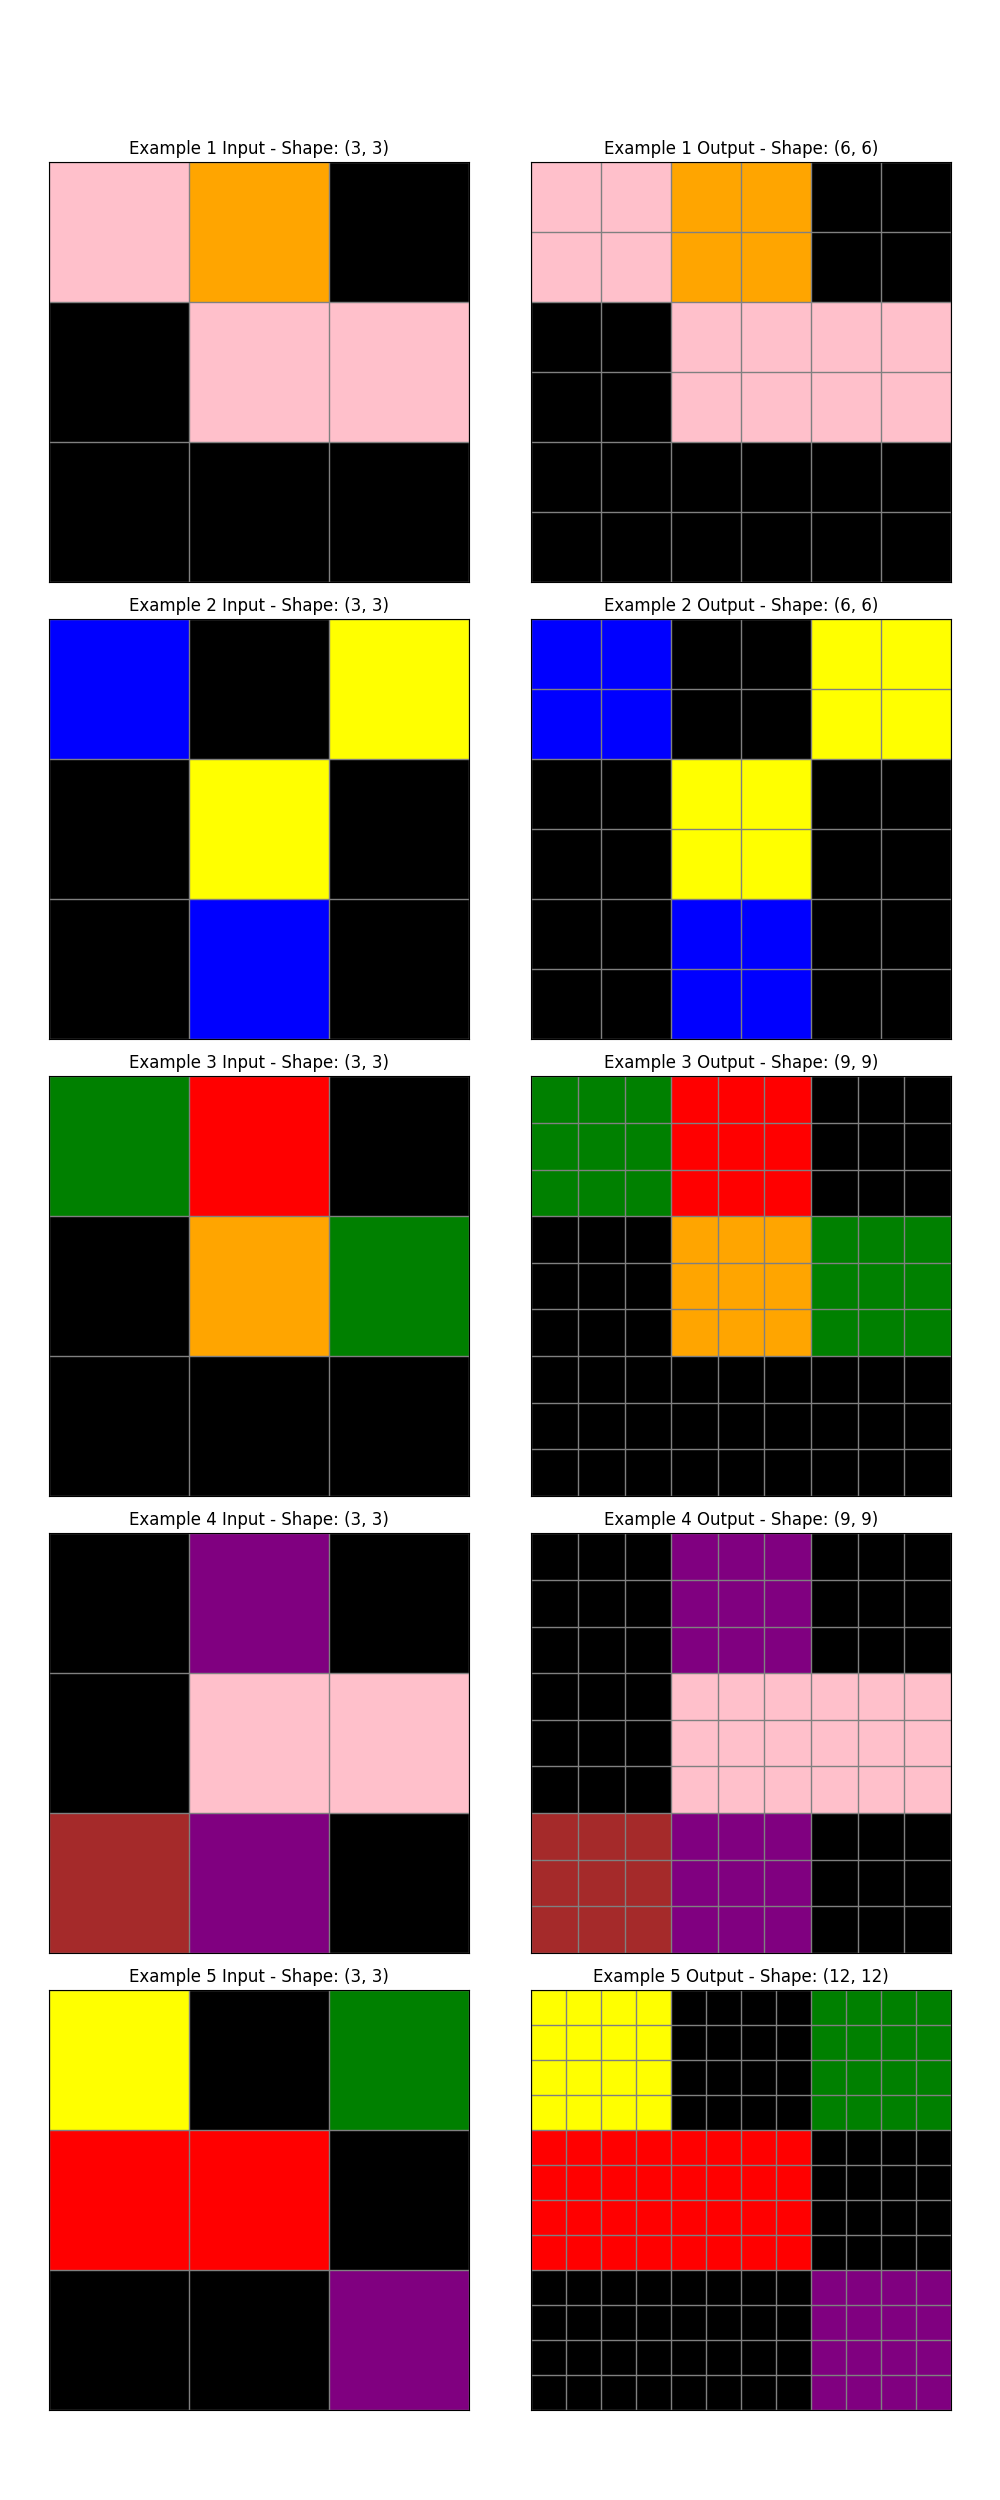 Example 1 Input - Shape: (3, 3)
Example 1 Output - Shape: (6, 6)
Example 2 Input - Shape: (3, 3)
Example 2 Output - Shape: (6, 6)
Example 3 Input - Shape: (3, 3)
Example 3 Output - Shape: (9, 9)
Example 4 Input - Shape: (3, 3)
Example 4 Output - Shape: (9, 9)
Example 5 Input - Shape: (3, 3)
Example 5 Output - Shape: (12, 12)